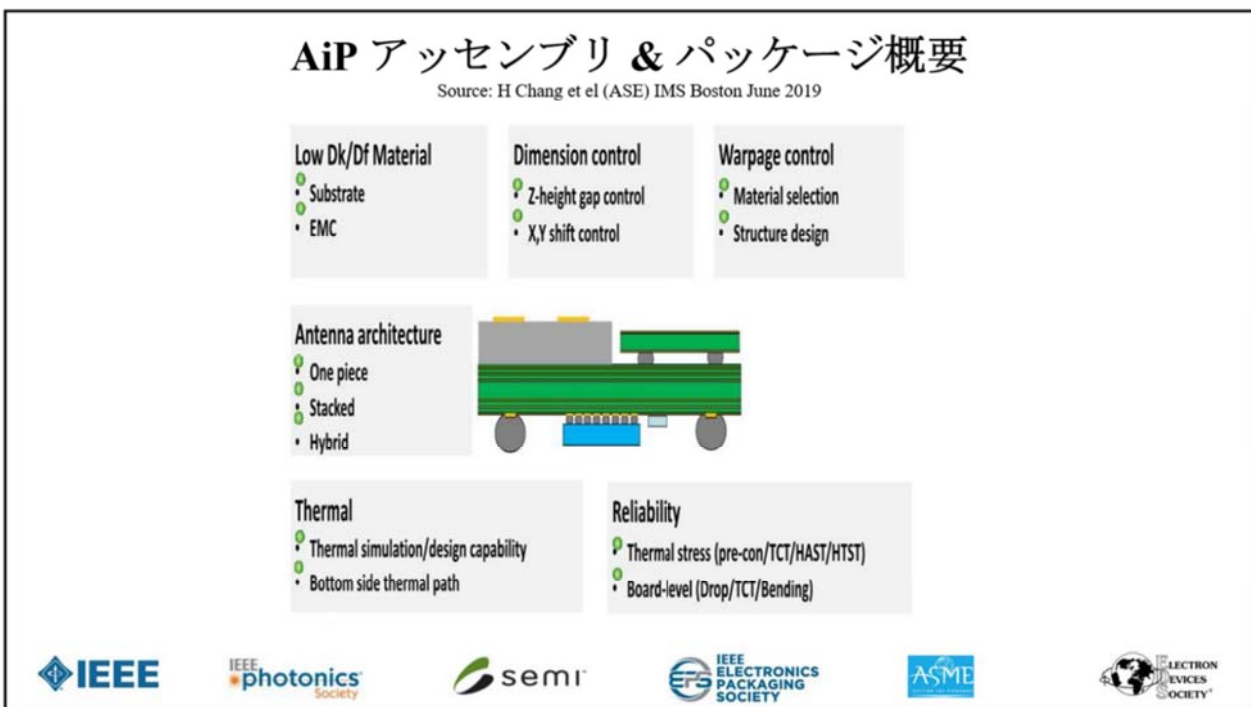 AiP アッセンブリ & パッケージ概要
Source: H Chang et el (ASE) IMS Boston June 2019
Low Dk/Df Material
• Substrate
• EMC
Dimension control
• Z-height gap control
• X,Y shift control
Warpage control
• Material selection
• Structure design
Antenna architecture
• One piece
• Stacked
• Hybrid
Thermal
• Thermal simulation/design capability
• Bottom side thermal path
Reliability
• Thermal stress (pre-con/TCT/HAST/HTST)
• Board-level (Drop/TCT/Bending)
IEEE
IEEE
photonics
Society
semi
EPS
IEEE
ELECTRONICS
PACKAGING
SOCIETY
ASME
ELECTRON
DEVICES
SOCIETY®